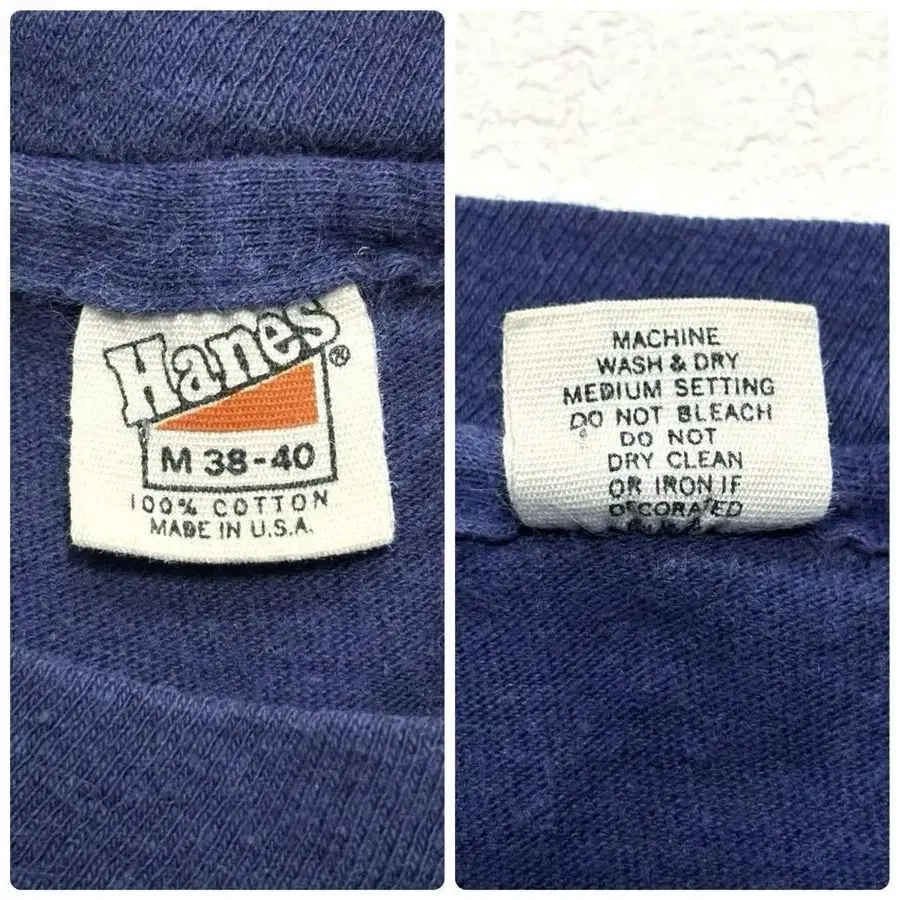 Hanes®
M 38-40
100% COTTON
MADE IN U.S.A.
MACHINE
WASH & DRY
MEDIUM SETTING
DO NOT BLEACH
DO NOT
DRY CLEAN
OR IRON IF
DECORATED